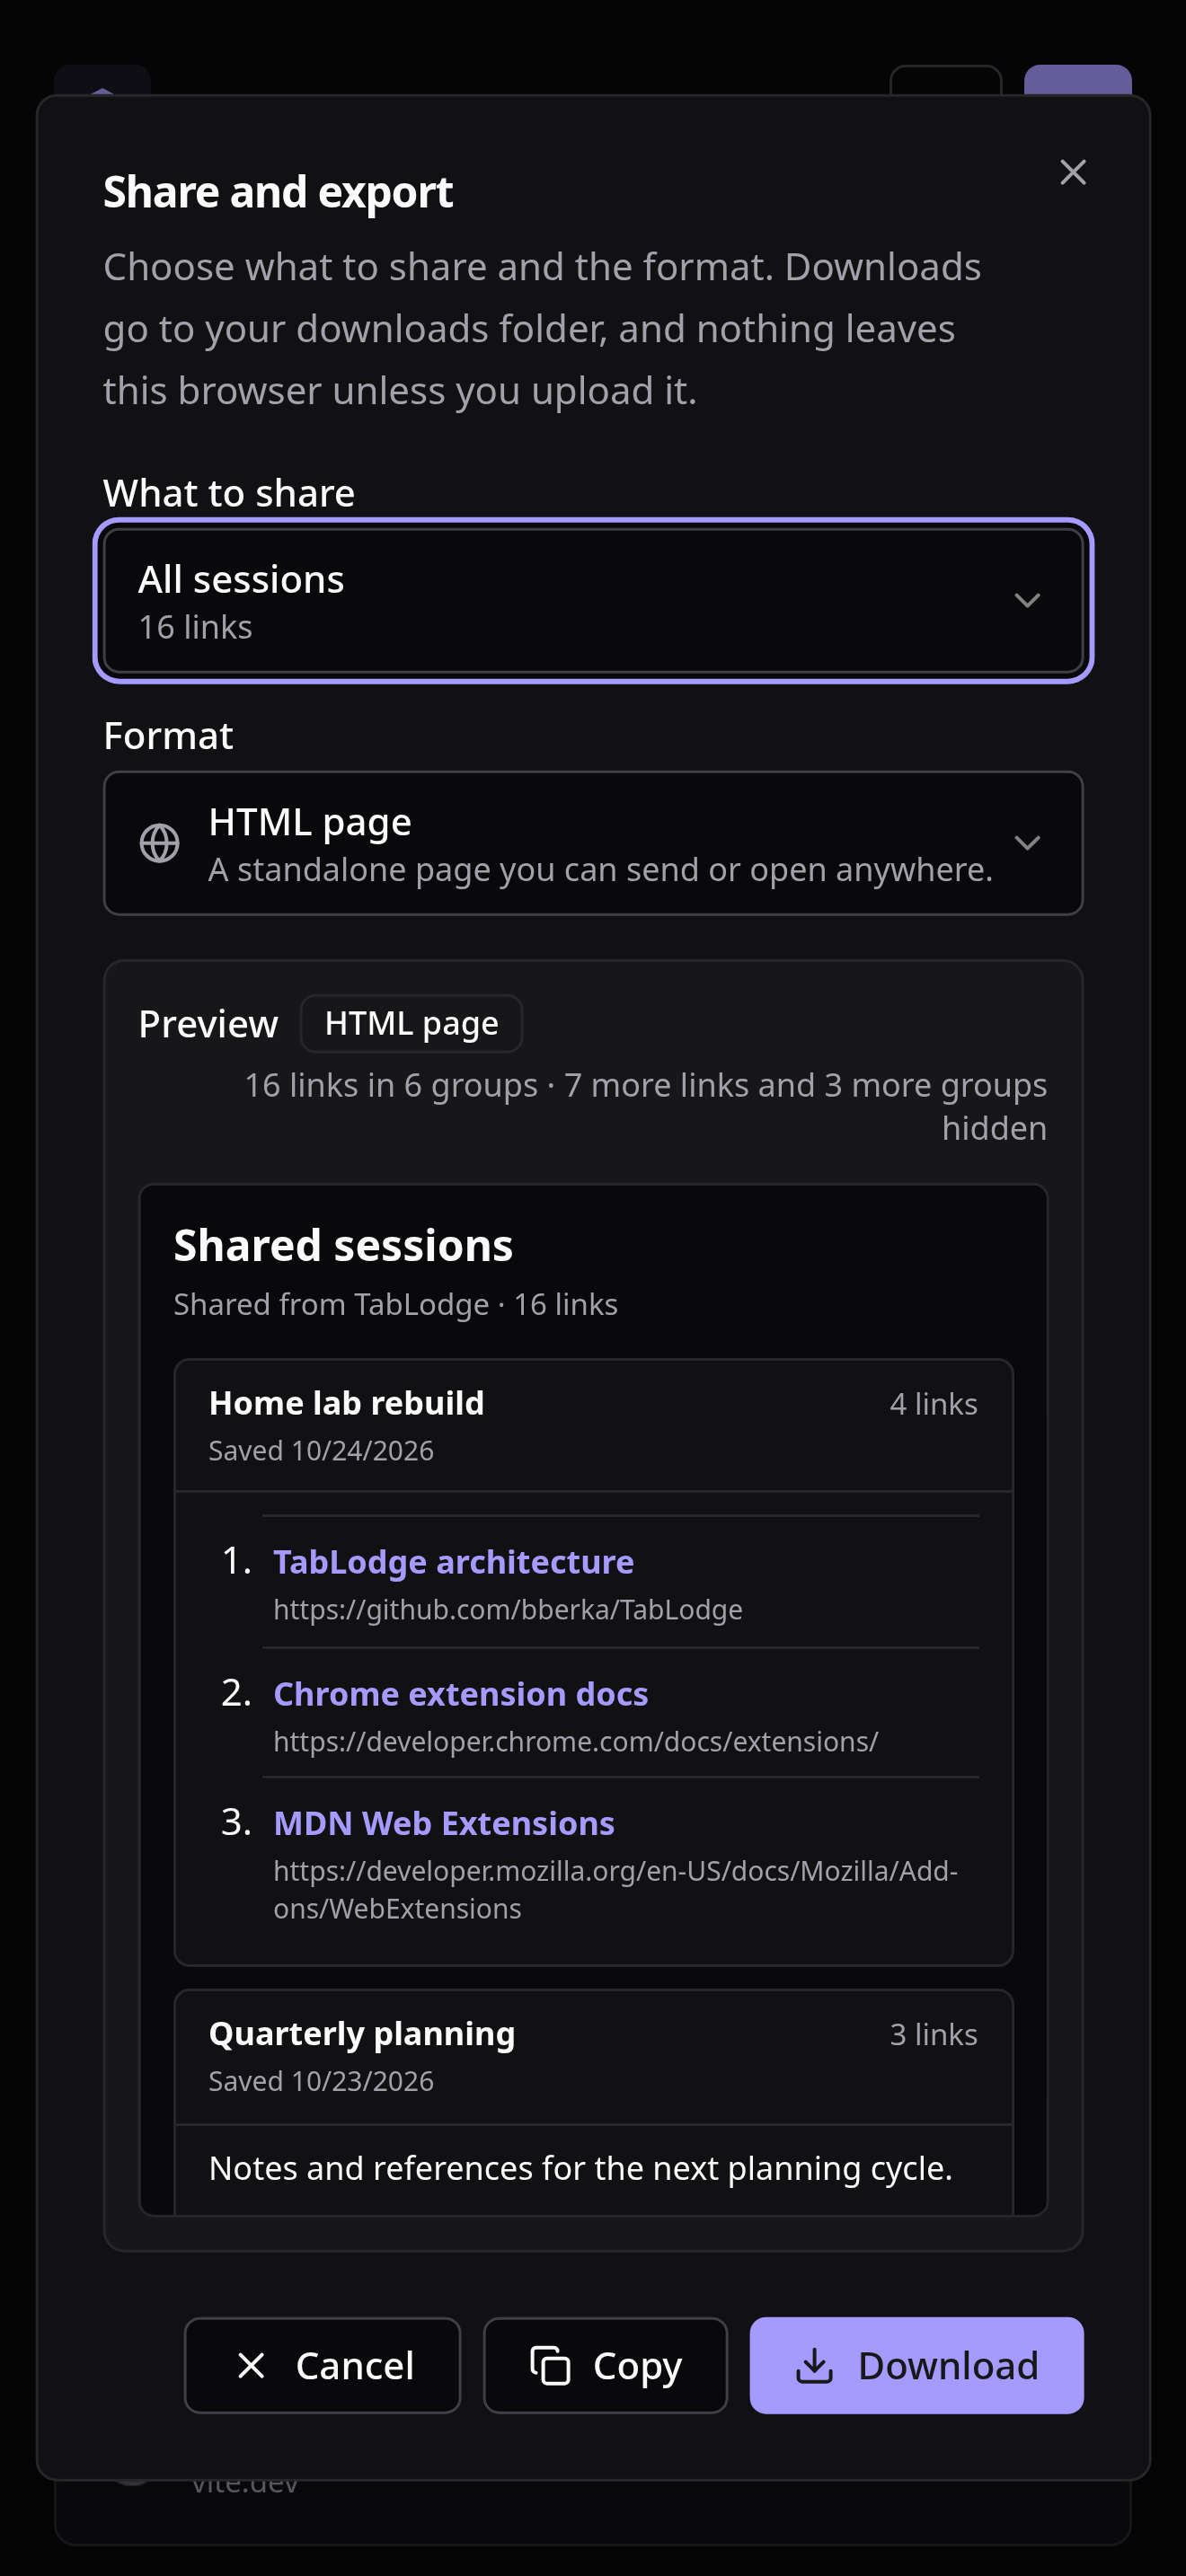 Share and export
Choose what to share and the format. Downloads
go to your downloads folder, and nothing leaves
this browser unless you upload it.
What to share
All sessions
16 links
Format
HTML page
A standalone page you can send or open anywhere.
Preview
HTML page
16 links in 6 groups · 7 more links and 3 more groups
hidden
Shared sessions
Shared from TabLodge · 16 links
Home lab rebuild
4 links
Saved 10/24/2026
1. TabLodge architecture
https://github.com/bberka/TabLodge
2. Chrome extension docs
https://developer.chrome.com/docs/extensions/
3. MDN Web Extensions
https://developer.mozilla.org/en-US/docs/Mozilla/Add-
ons/WebExtensions
Quarterly planning
3 links
Saved 10/23/2026
Notes and references for the next planning cycle.
Cancel
Copy
Download
vite.dev